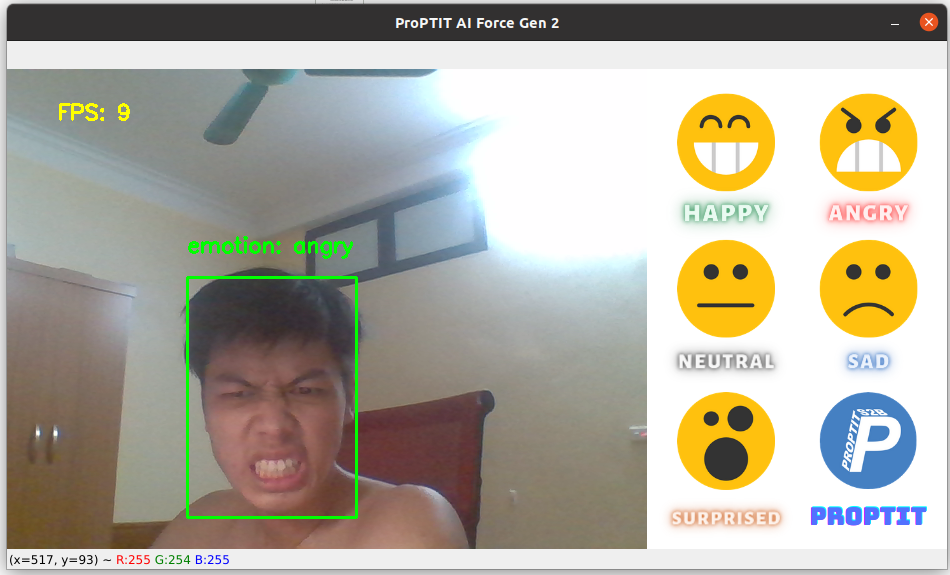 ProPTIT AI Force Gen 2
FPS: 9
emotion: angry
HAPPY
ANGRY
NEUTRAL
SAD
PROPTIT B2B
P
SURPRISED
PROPTIT
(x=517, y=93) ~ R:255 G:254 B:255